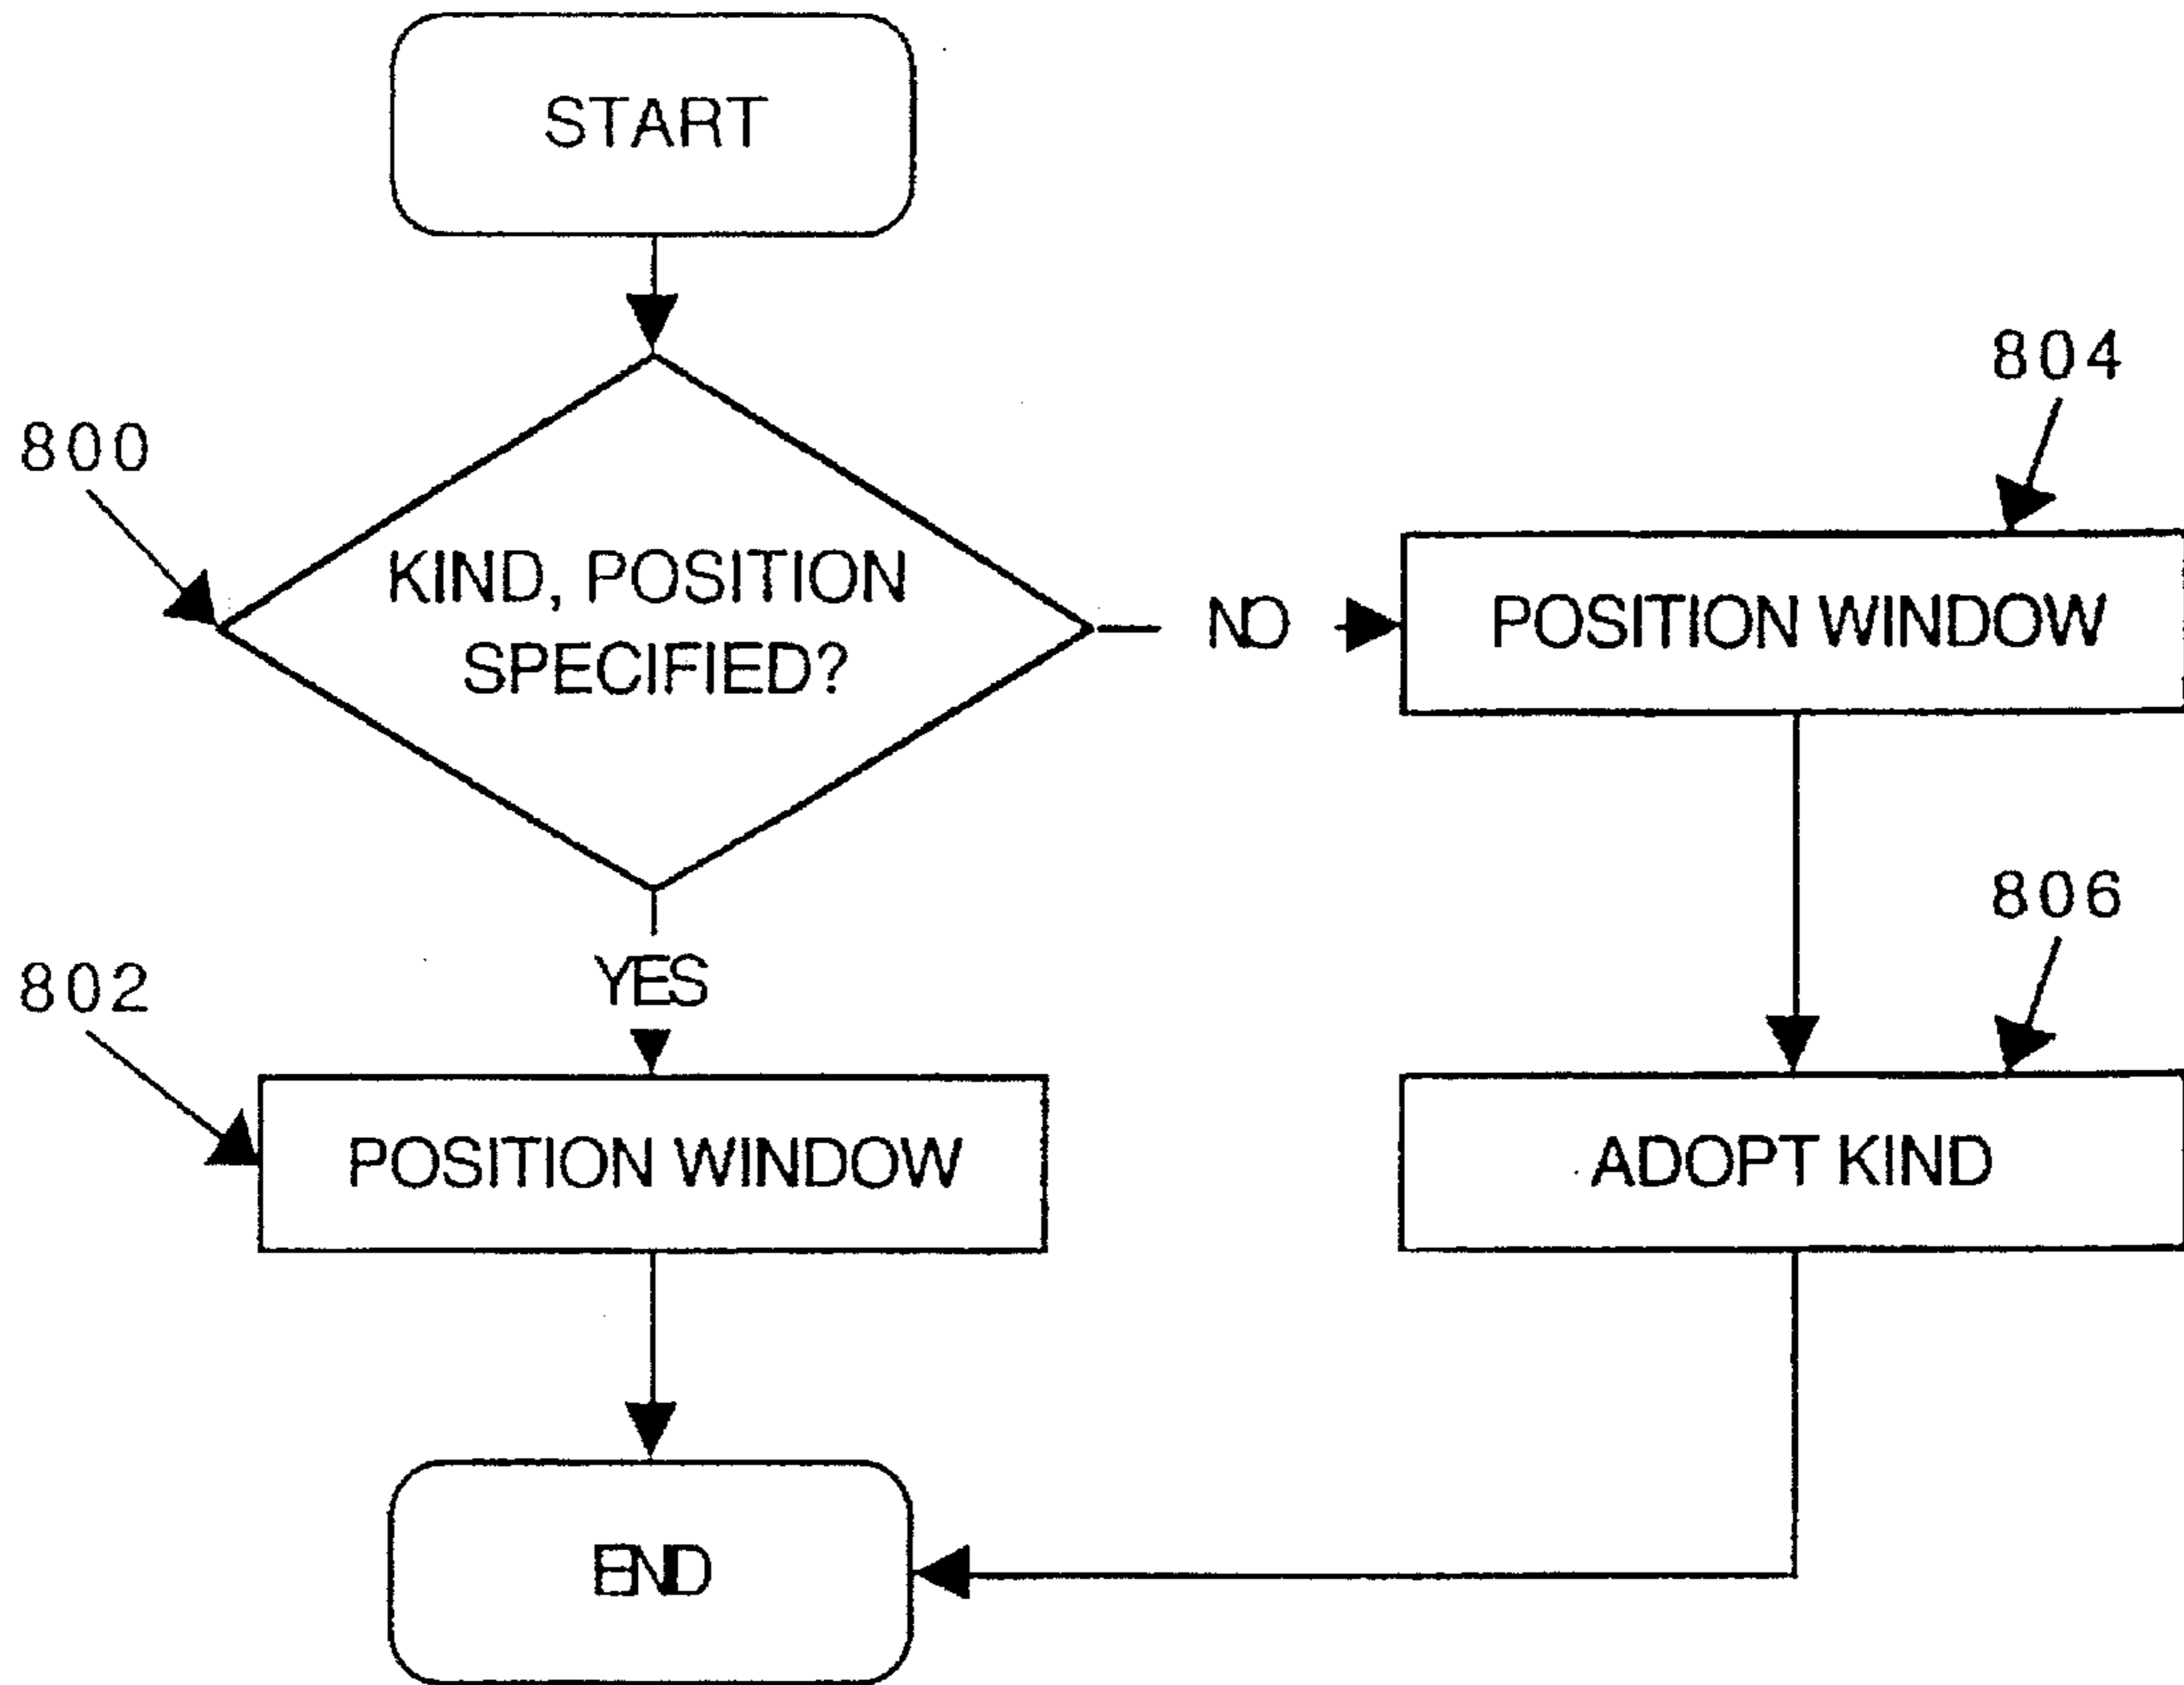 START
800
KIND, POSITION
SPECIFIED?
NO
804
POSITION WINDOW
YES
802
POSITION WINDOW
806
ADOPT KIND
END